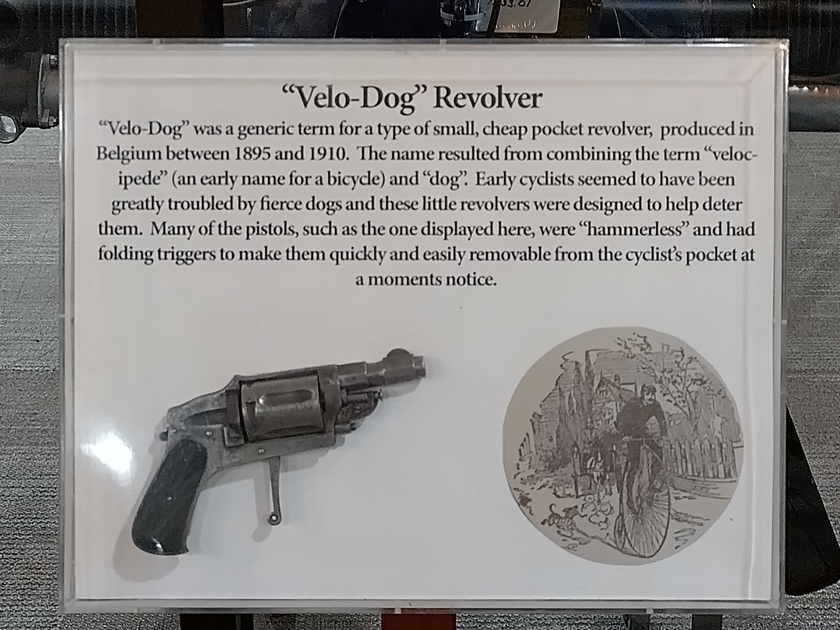 “Velo-Dog” Revolver
“Velo-Dog” was a generic term for a type of small, cheap pocket revolver, produced in
Belgium between 1895 and 1910. The name resulted from combining the term “veloc-
ipede” (an early name for a bicycle) and “dog”. Early cyclists seemed to have been
greatly troubled by fierce dogs and these little revolvers were designed to help deter
them. Many of the pistols, such as the one displayed here, were “hammerless” and had
folding triggers to make them quickly and easily removable from the cyclist’s pocket at
a moments notice.